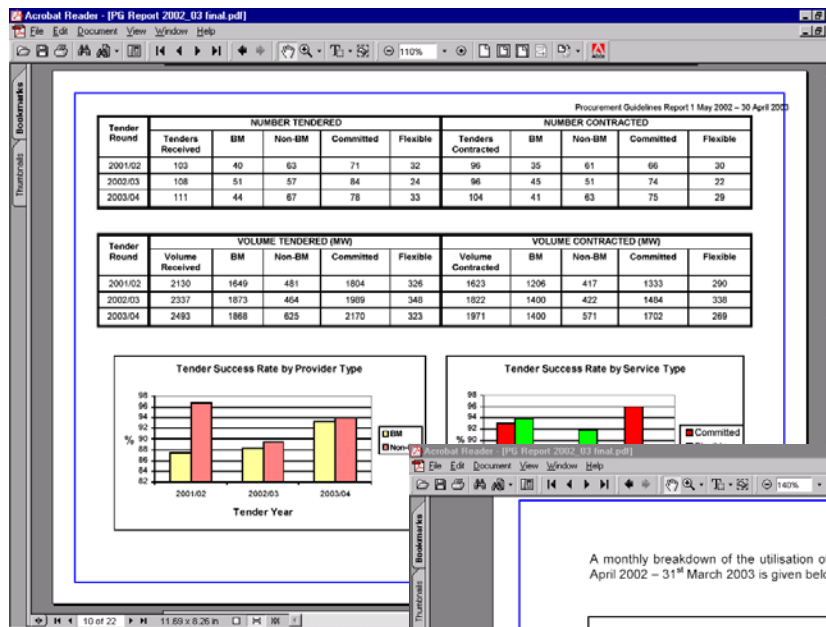 Acrobat Reader - [PG Report 2002_03 final.pdf]
File Edit Document View Window Help
110%
Bookmarks
Thumbnails
Procurement Guidelines Report 1 May 2002 – 30 April 2003
Tender Round NUMBER TENDERED NUMBER CONTRACTED
Tenders Received BM Non-BM Committed Flexible Tenders Contracted BM Non-BM Committed Flexible
2001/02 103 40 63 71 32 96 35 61 66 30
2002/03 108 51 57 84 24 96 45 51 74 22
2003/04 111 44 67 78 33 104 41 63 75 29
Tender Round VOLUME TENDERED (MW) VOLUME CONTRACTED (MW)
Volume Received BM Non-BM Committed Flexible Volume Contracted BM Non-BM Committed Flexible
2001/02 2130 1649 481 1804 326 1623 1206 417 1333 290
2002/03 2337 1873 464 1989 348 1822 1400 422 1484 338
2003/04 2493 1868 625 2170 323 1971 1400 571 1702 269
Tender Success Rate by Provider Type
98
96
94
92
% 90
88
86
84
82
BM
Non-
2001/02 2002/03 2003/04
Tender Year
Tender Success Rate by Service Type
98
96
94
92
% 90
Committed
Acrobat Reader - [PG Report 2002_03 final.pdf]
File Edit Document View Window Help
140%
Bookmarks
Thumbnails
A monthly breakdown of the utilisation of
April 2002 – 31st March 2003 is given belo
10 of 22 11.69 x 8.26 in